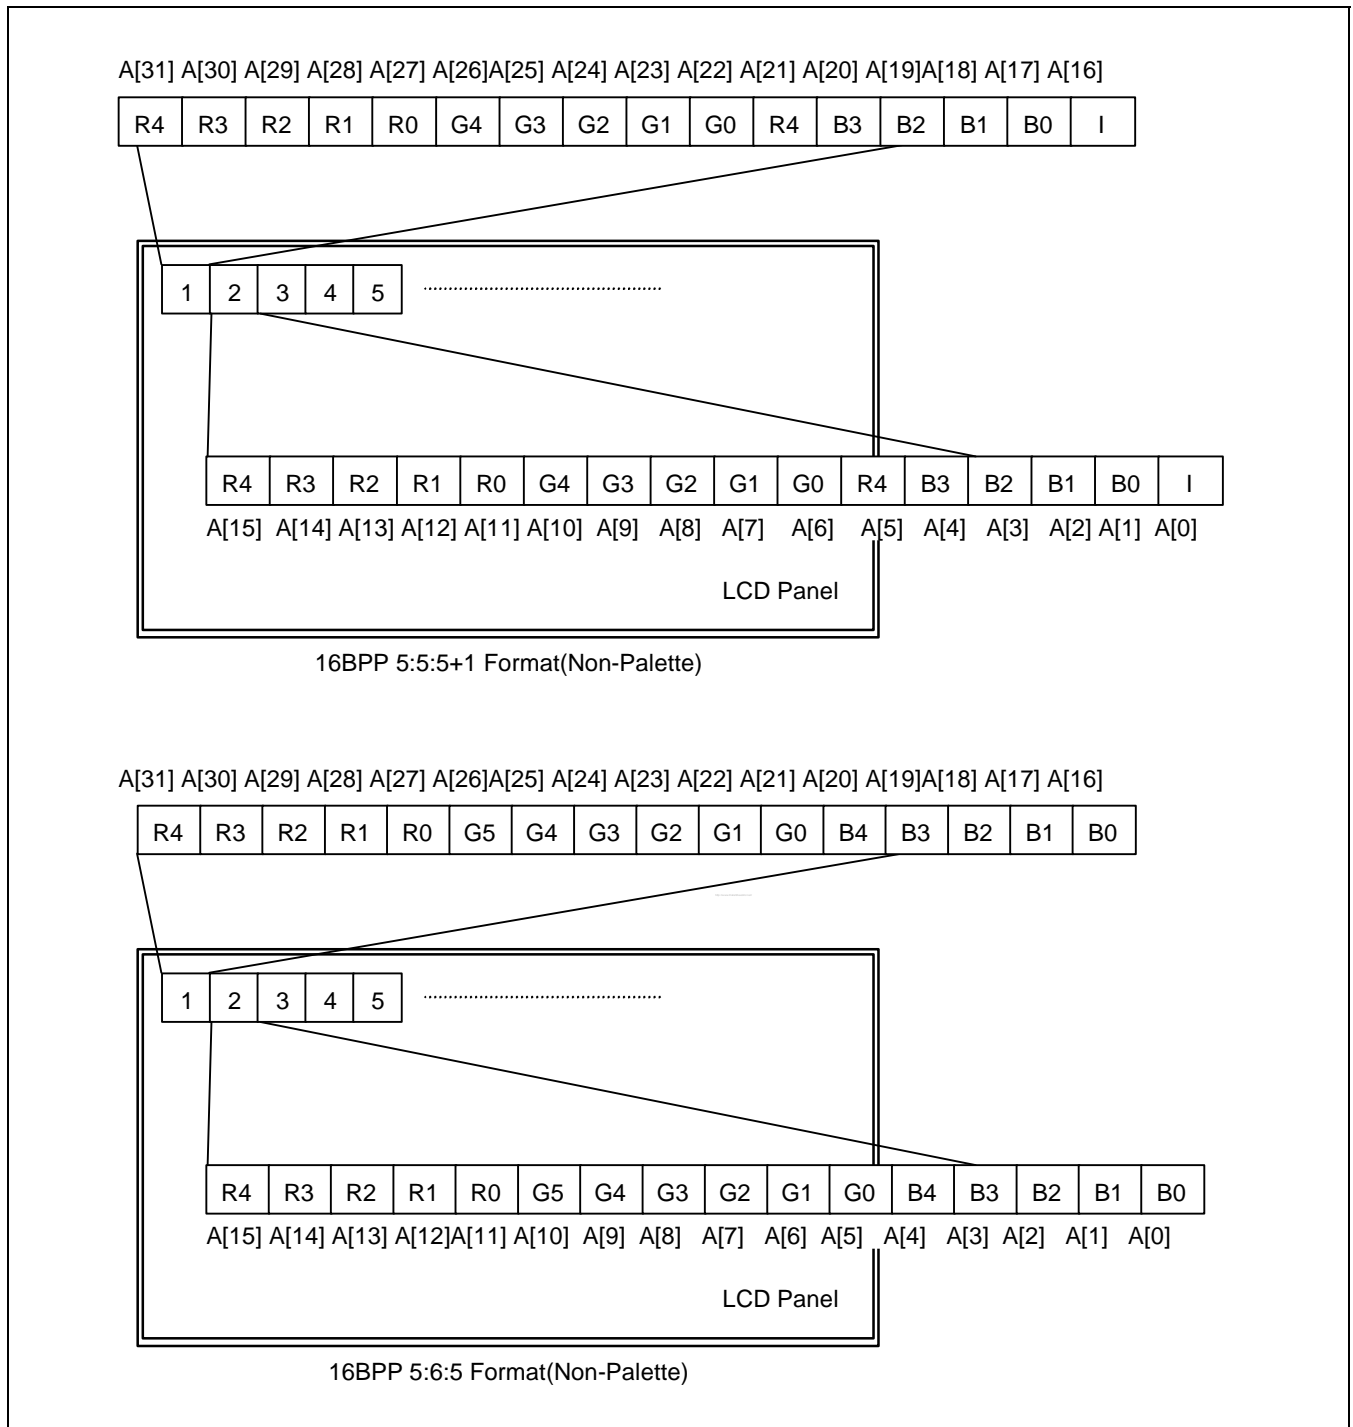 A[31] A[30] A[29] A[28] A[27] A[26]A[25] A[24] A[23] A[22] A[21] A[20] A[19]A[18] A[17] A[16]
R4 R3 R2 R1 R0 G4 G3 G2 G1 G0 R4 B3 B2 B1 B0 I
1 2 3 4 5
R4 R3 R2 R1 R0 G4 G3 G2 G1 G0 R4 B3 B2 B1 B0 I
A[15] A[14] A[13] A[12] A[11] A[10] A[9] A[8] A[7] A[6] A[5] A[4] A[3] A[2] A[1] A[0]
LCD Panel
16BPP 5:5:5+1 Format(Non-Palette)
A[31] A[30] A[29] A[28] A[27] A[26]A[25] A[24] A[23] A[22] A[21] A[20] A[19]A[18] A[17] A[16]
R4 R3 R2 R1 R0 G5 G4 G3 G2 G1 G0 B4 B3 B2 B1 B0
1 2 3 4 5
R4 R3 R2 R1 R0 G5 G4 G3 G2 G1 G0 B4 B3 B2 B1 B0
A[15] A[14] A[13] A[12]A[11] A[10] A[9] A[8] A[7] A[6] A[5] A[4] A[3] A[2] A[1] A[0]
LCD Panel
16BPP 5:6:5 Format(Non-Palette)